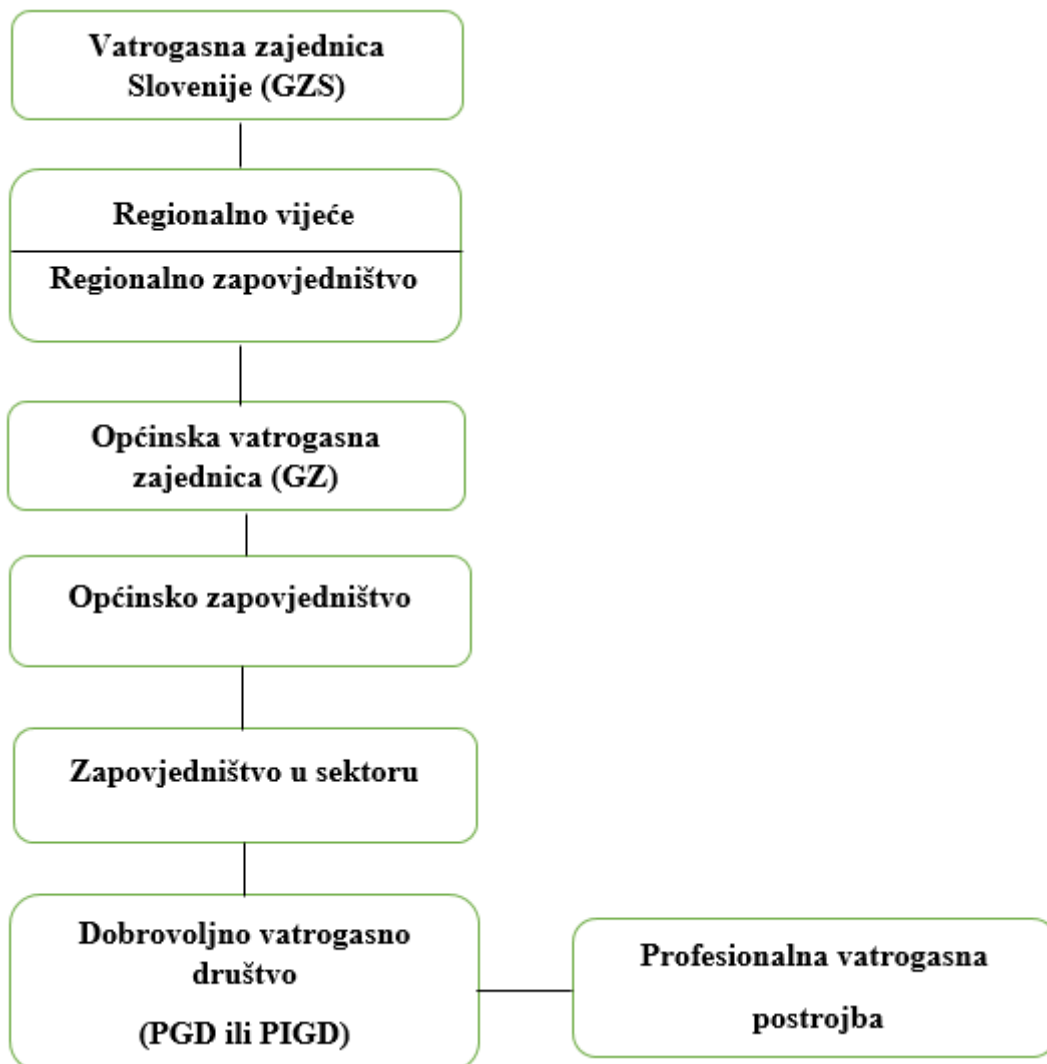 Vatrogasna zajednica
Slovenije (GZS)
Regionalno vijeće
Regionalno zapovjedništvo
Općinska vatrogasna
zajednica (GZ)
Općinsko zapovjedništvo
Zapovjedništvo u sektoru
Dobrovoljno vatrogasno
društvo
(PGD ili PIGD)
Profesionalna vatrogasna
postrojba